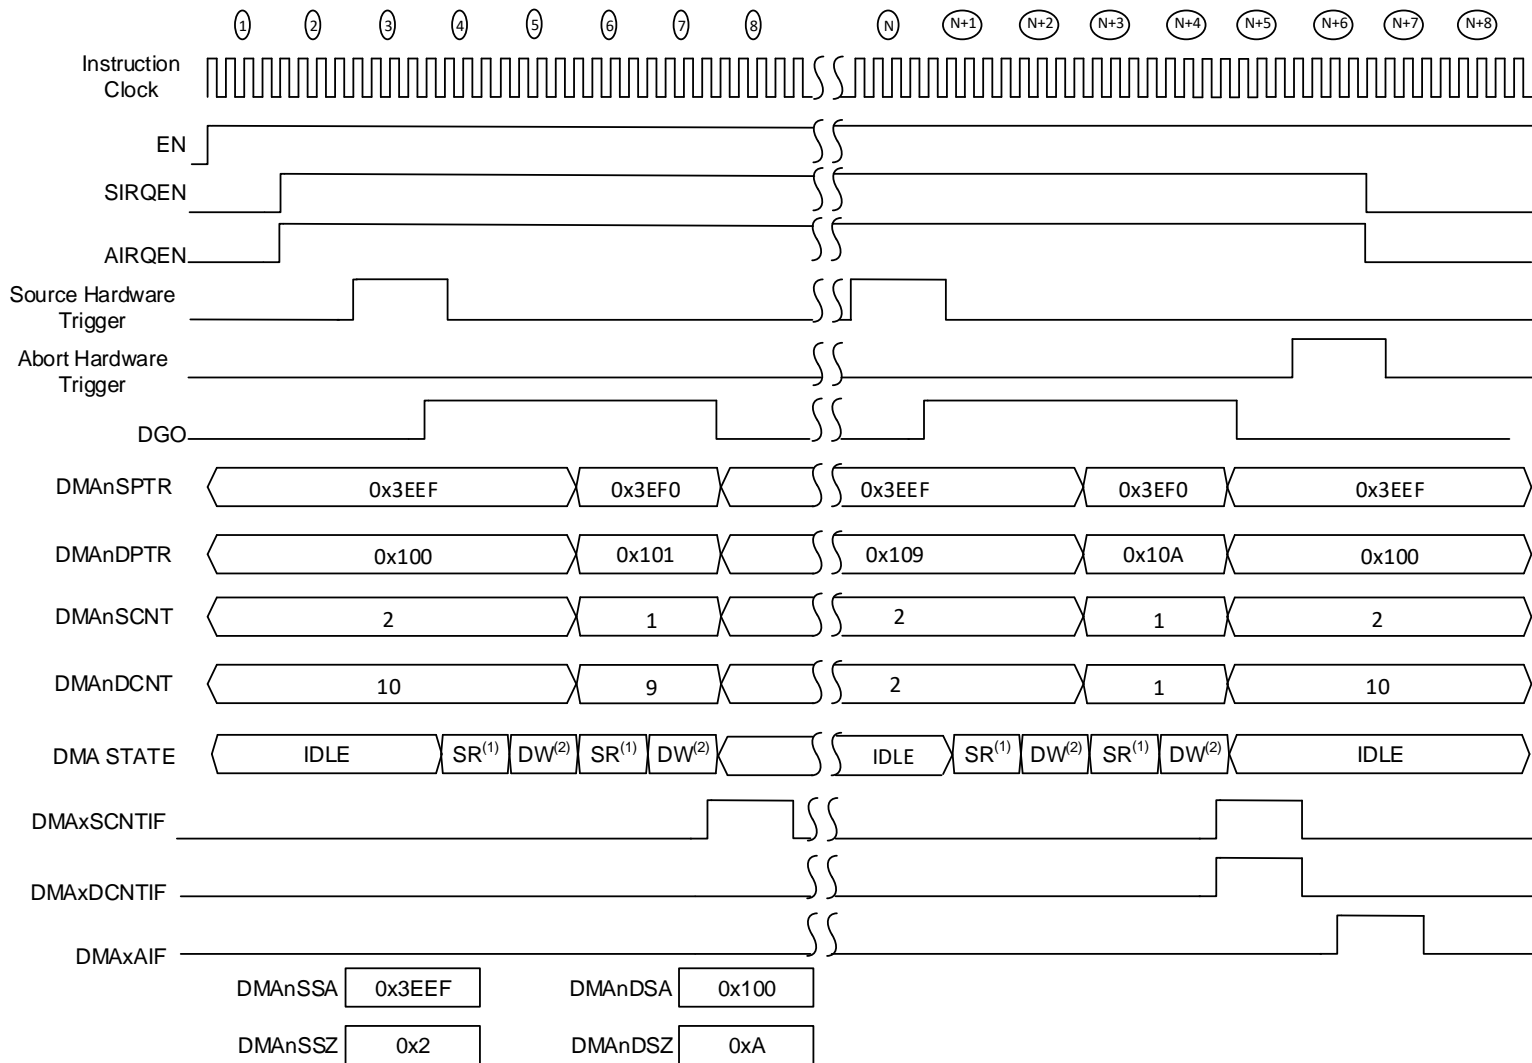 1 2 3 4 5 6 7 8 N N+1 N+2 N+3 N+4 N+5 N+6 N+7 N+8
Instruction
Clock
EN
SIRQEN
AIRQEN
Source Hardware
Trigger
Abort Hardware
Trigger
DGO
DMAnSPTR 0x3EEF 0x3EF0 0x3EEF 0x3EF0 0x3EEF
DMAnDPTR 0x100 0x101 0x109 0x10A 0x100
DMAnSCNT 2 1 2 1 2
DMAnDCNT 10 9 2 1 10
DMA STATE IDLE SR(1) DW(2) SR(1) DW(2) IDLE SR(1) DW(2) SR(1) DW(2) IDLE
DMAxSCNTIF
DMAxDCNTIF
DMAxAIF
DMAnSSA 0x3EEF DMAnDSA 0x100
DMAnSSZ 0x2 DMAnDSZ 0xA